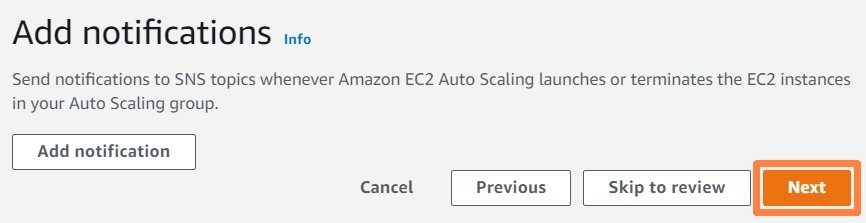 Add notifications Info
Send notifications to SNS topics whenever Amazon EC2 Auto Scaling launches or terminates the EC2 instances
in your Auto Scaling group.
Add notification
Cancel Previous Skip to review Next